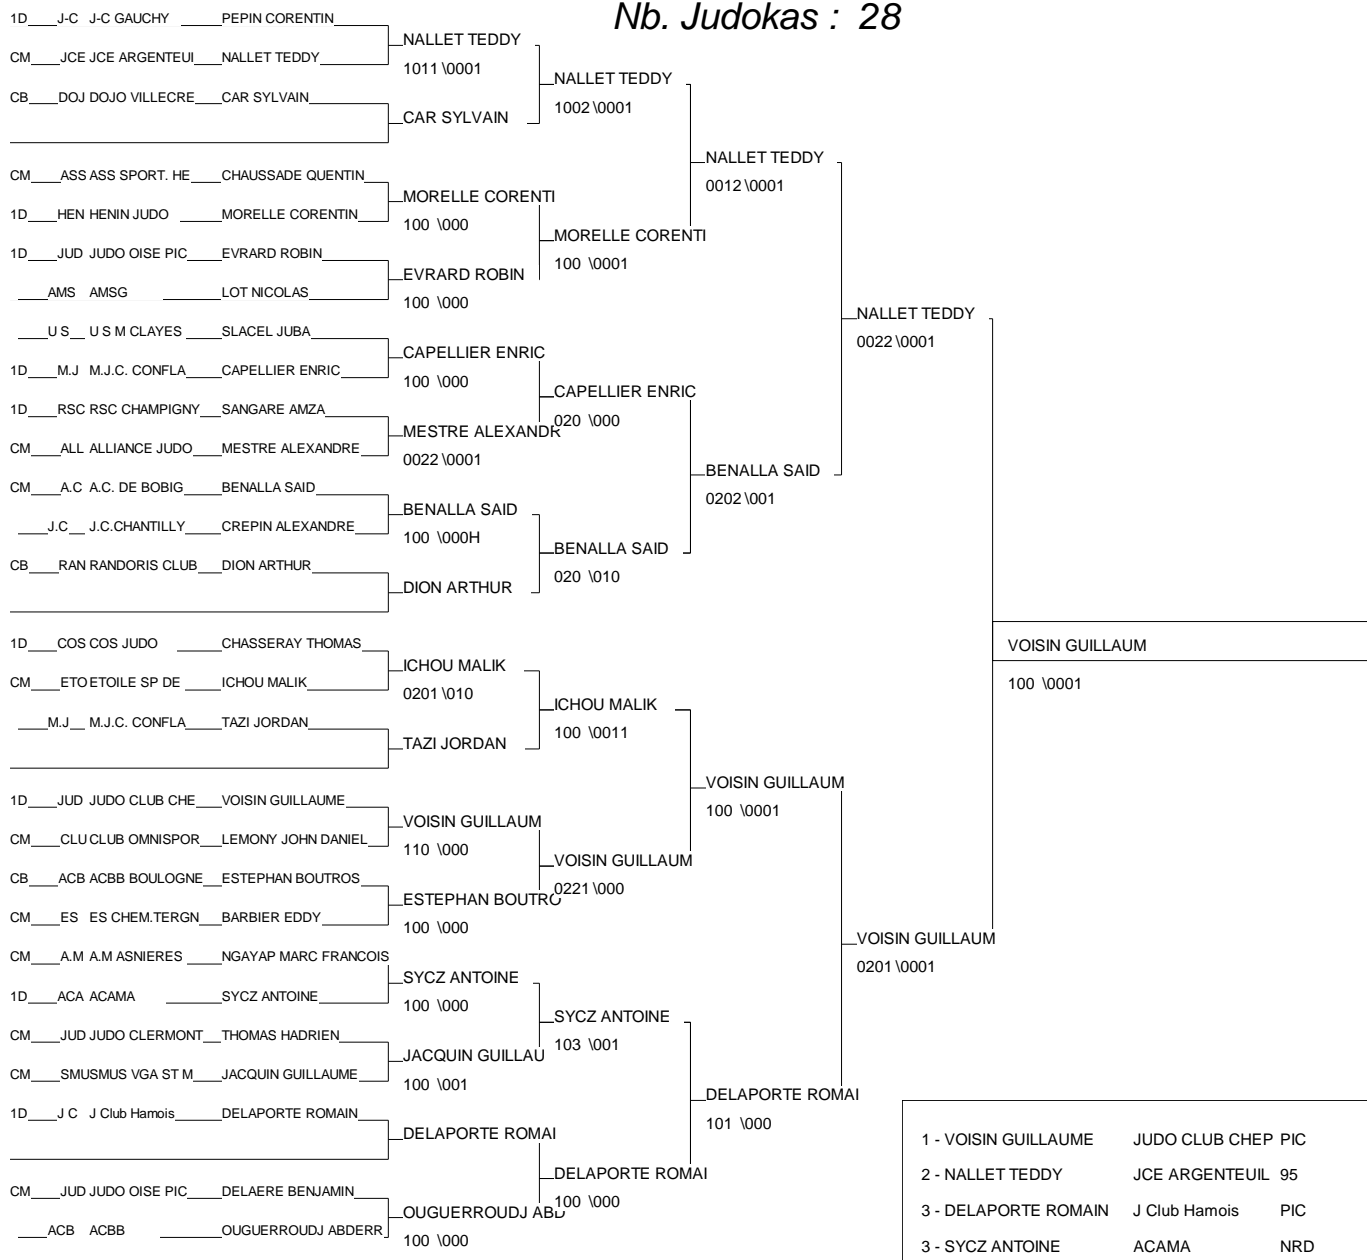 Nb. Judokas : 28
1D J-C J-C GAUCHY PEPIN CORENTIN
NALLET TEDDY
CM JCE JCE ARGENTEUI NALLET TEDDY
1011 \0001
NALLET TEDDY
CB DOJ DOJO VILLECRE CAR SYLVAIN
1002 \0001
CAR SYLVAIN
NALLET TEDDY
CM ASS ASS SPORT. HE CHAUSSADE QUENTIN
0012 \0001
MORELLE CORENTI
1D HEN HENIN JUDO MORELLE CORENTIN
100 \000
MORELLE CORENTI
1D JUD JUDO OISE PIC EVRARD ROBIN
100 \0001
EVRARD ROBIN
AMS AMSG LOT NICOLAS
100 \000
NALLET TEDDY
U S U S M CLAYES SLACEL JUBA
0022 \0001
CAPELLIER ENRIC
1D M.J M.J.C. CONFLA CAPELLIER ENRIC
100 \000
CAPELLIER ENRIC
1D RSC RSC CHAMPIGNY SANGARE AMZA
020 \000
MESTRE ALEXANDR
CM ALL ALLIANCE JUDO MESTRE ALEXANDRE
0022 \0001
BENALLA SAID
CM A.C A.C. DE BOBIG BENALLA SAID
0202 \001
BENALLA SAID
J.C J.C.CHANTILLY CREPIN ALEXANDRE
100 \000H
BENALLA SAID
CB RAN RANDORIS CLUB DION ARTHUR
020 \010
DION ARTHUR
1D COS COS JUDO CHASSERAY THOMAS
VOISIN GUILLAUM
ICHOU MALIK
CM ETO ETOILE SP DE ICHOU MALIK
100 \0001
0201 \010
ICHOU MALIK
M.J M.J.C. CONFLA TAZI JORDAN
100 \0011
TAZI JORDAN
VOISIN GUILLAUM
1D JUD JUDO CLUB CHE VOISIN GUILLAUME
100 \0001
VOISIN GUILLAUM
CM CLU CLUB OMNISPOR LEMONY JOHN DANIEL
110 \000
VOISIN GUILLAUM
CB ACB ACBB BOULOGNE ESTEPHAN BOUTROS
0221 \000
ESTEPHAN BOUTRO
CM ES ES CHEM.TERGN BARBIER EDDY
100 \000
VOISIN GUILLAUM
CM A.M A.M ASNIERES NGAYAP MARC FRANCOIS
0201 \0001
SYCZ ANTOINE
1D ACA ACAMA SYCZ ANTOINE
100 \000
SYCZ ANTOINE
CM JUD JUDO CLERMONT THOMAS HADRIEN
103 \001
JACQUIN GUILLAU
CM SMU SMUS VGA ST M JACQUIN GUILLAUME
100 \001
DELAPORTE ROMAI
1D J C J Club Hamois DELAPORTE ROMAIN
101 \000
DELAPORTE ROMAI
DELAPORTE ROMAI
CM JUD JUDO OISE PIC DELAERE BENJAMIN
100 \000
OUGUERROUDJ ABD
ACB ACBB OUGUERROUDJ ABDERR
100 \000
1 - VOISIN GUILLAUME JUDO CLUB CHEP PIC
2 - NALLET TEDDY JCE ARGENTEUIL 95
3 - DELAPORTE ROMAIN J Club Hamois PIC
3 - SYCZ ANTOINE ACAMA NRD